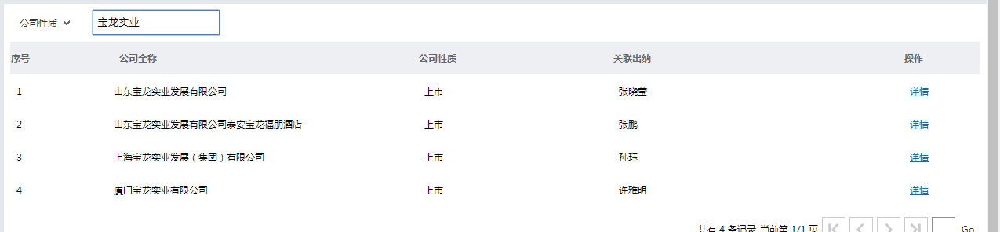 公司性质 宝龙实业
序号 公司全称 公司性质 关联出纳 操作
1 山东宝龙实业发展有限公司 上市 张晓莹 详情
2 山东宝龙实业发展有限公司泰安宝龙福朋酒店 上市 张鹏 详情
3 上海宝龙实业发展（集团）有限公司 上市 孙珏 详情
4 厦门宝龙实业有限公司 上市 许雅明 详情
共有 4 条记录 当前第 1/1 页 Go